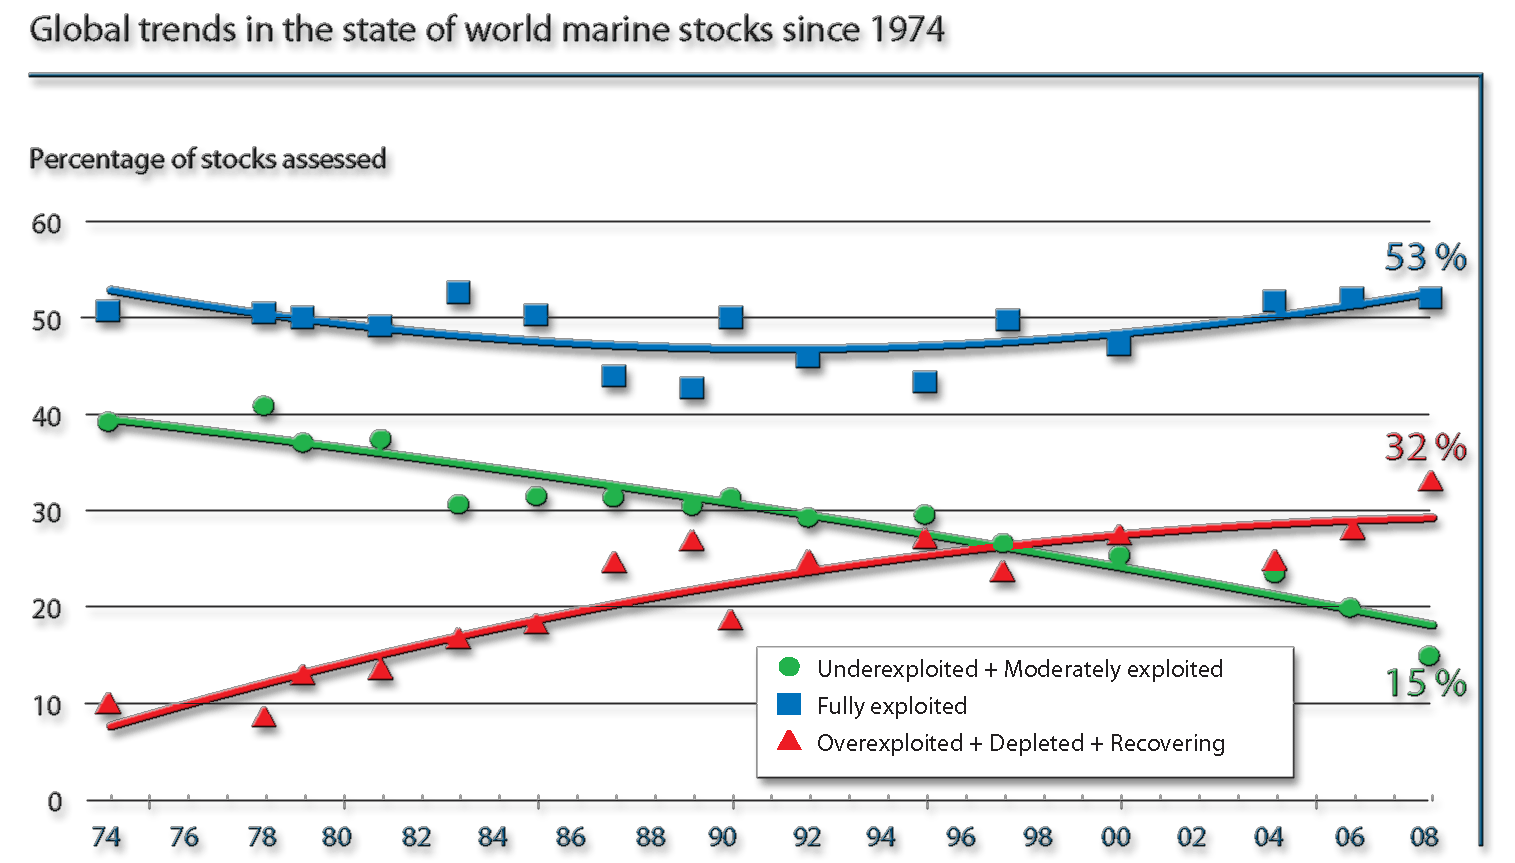 Global trends in the state of world marine stocks since 1974
Percentage of stocks assessed
60
53 %
50
40
32 %
30
20
Underexploited + Moderately exploited
15 %
10
Fully exploited
Overexploited + Depleted + Recovering
0
74 76 78 80 82 84 86 88 90 92 94 96 98 00 02 04 06 08